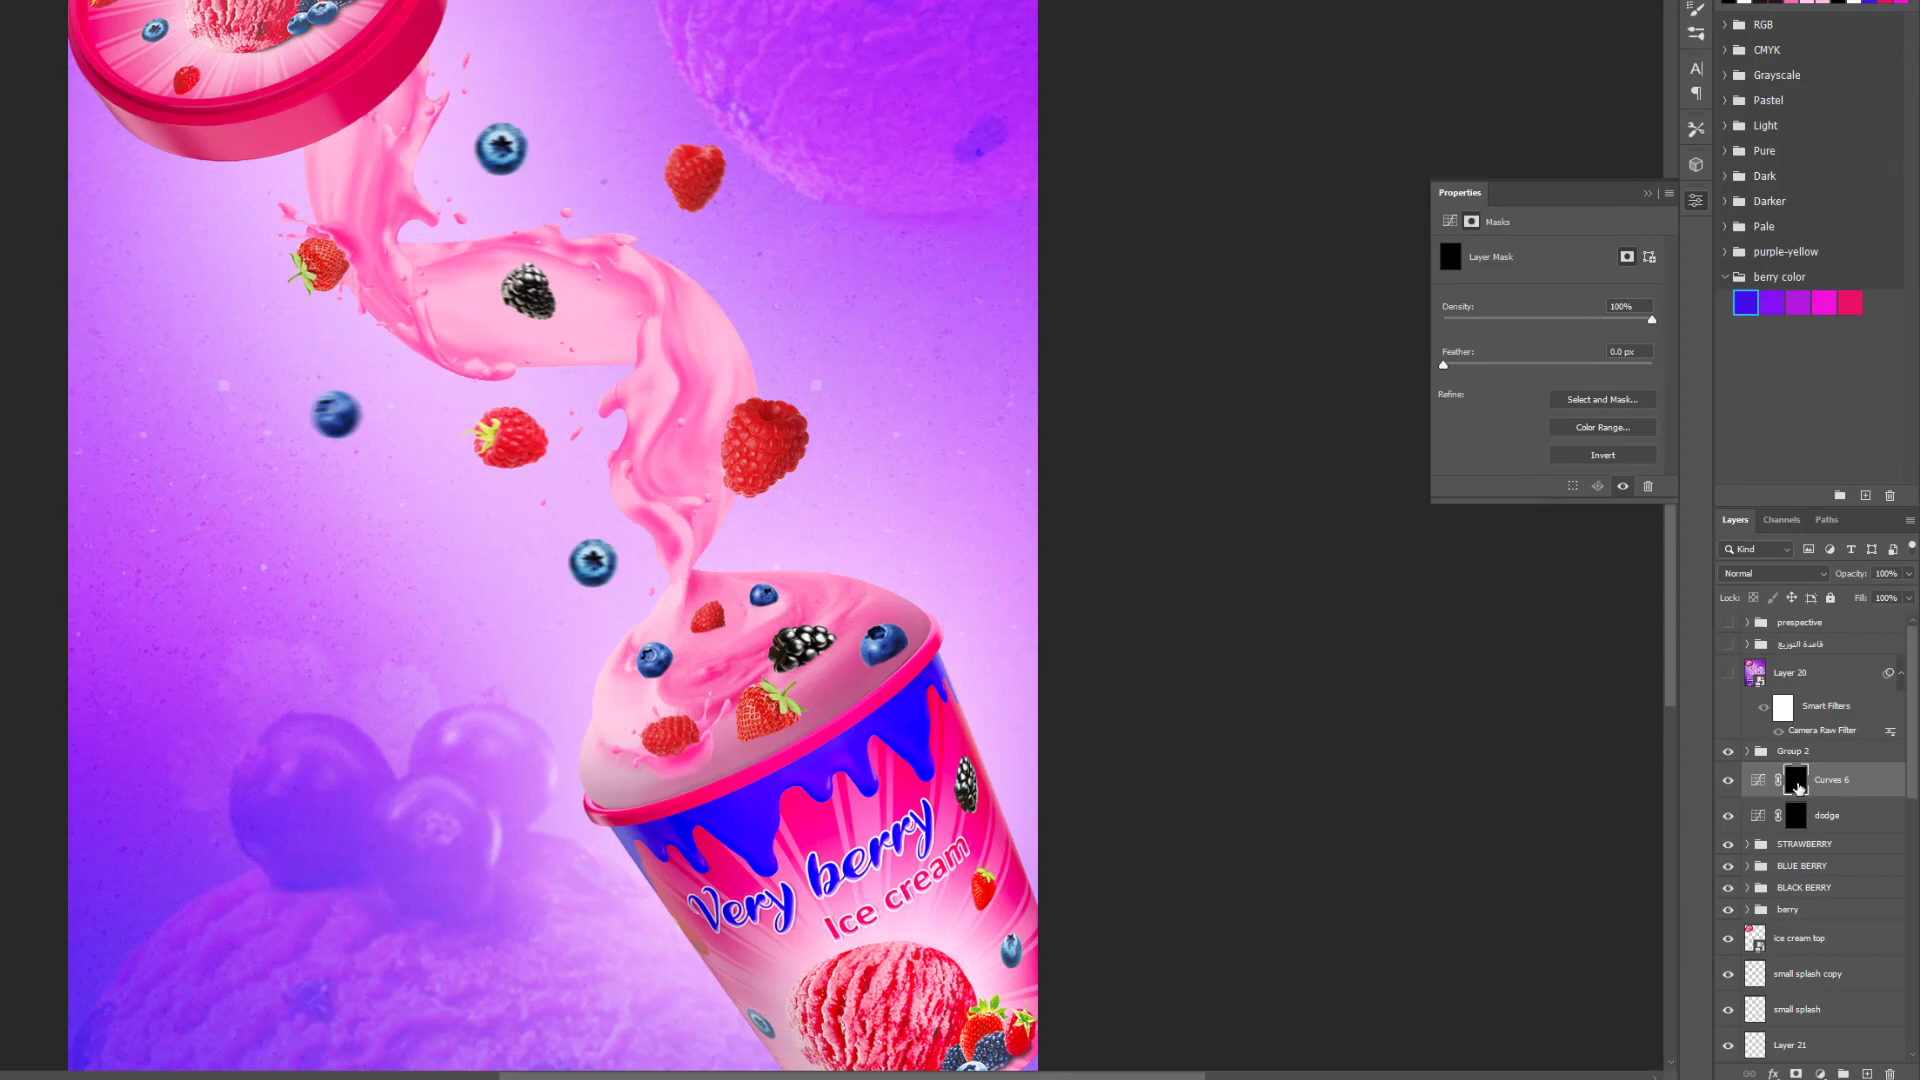 RGB
CMYK
Grayscale
Pastel
Light
Pure
Dark
Darker
Pale
purple-yellow
berry color
Properties
Masks
Layer Mask
Density: 100%
Feather: 0.0 px
Refine:
Select and Mask...
Color Range...
Invert
Layers Channels Paths
Kind
Normal Opacity: 100%
Lock: Fill: 100%
prespective
قاعدة التوزيع
Layer 20
Smart Filters
Camera Raw Filter
Group 2
Curves 6
dodge
STRAWBERRY
BLUE BERRY
BLACK BERRY
berry
ice cream top
small splash copy
small splash
Layer 21
Very berry
Ice cream